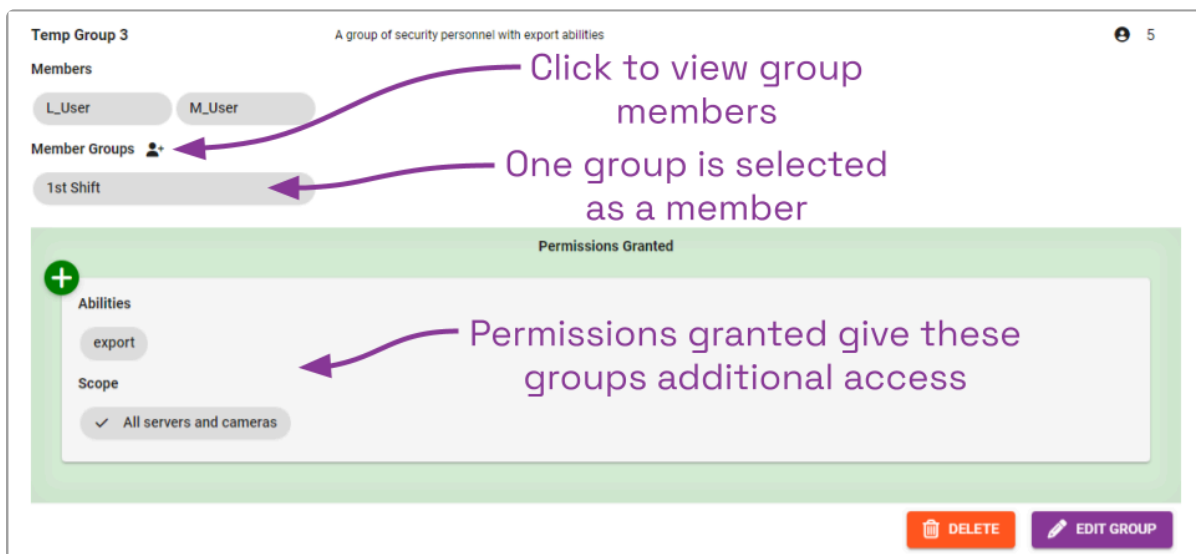 Temp Group 3
A group of security personnel with export abilities
5
Members
Click to view group
members
L_User
M_User
Member Groups
One group is selected
as a member
1st Shift
Permissions Granted
Abilities
export
Permissions granted give these
groups additional access
Scope
All servers and cameras
DELETE
EDIT GROUP